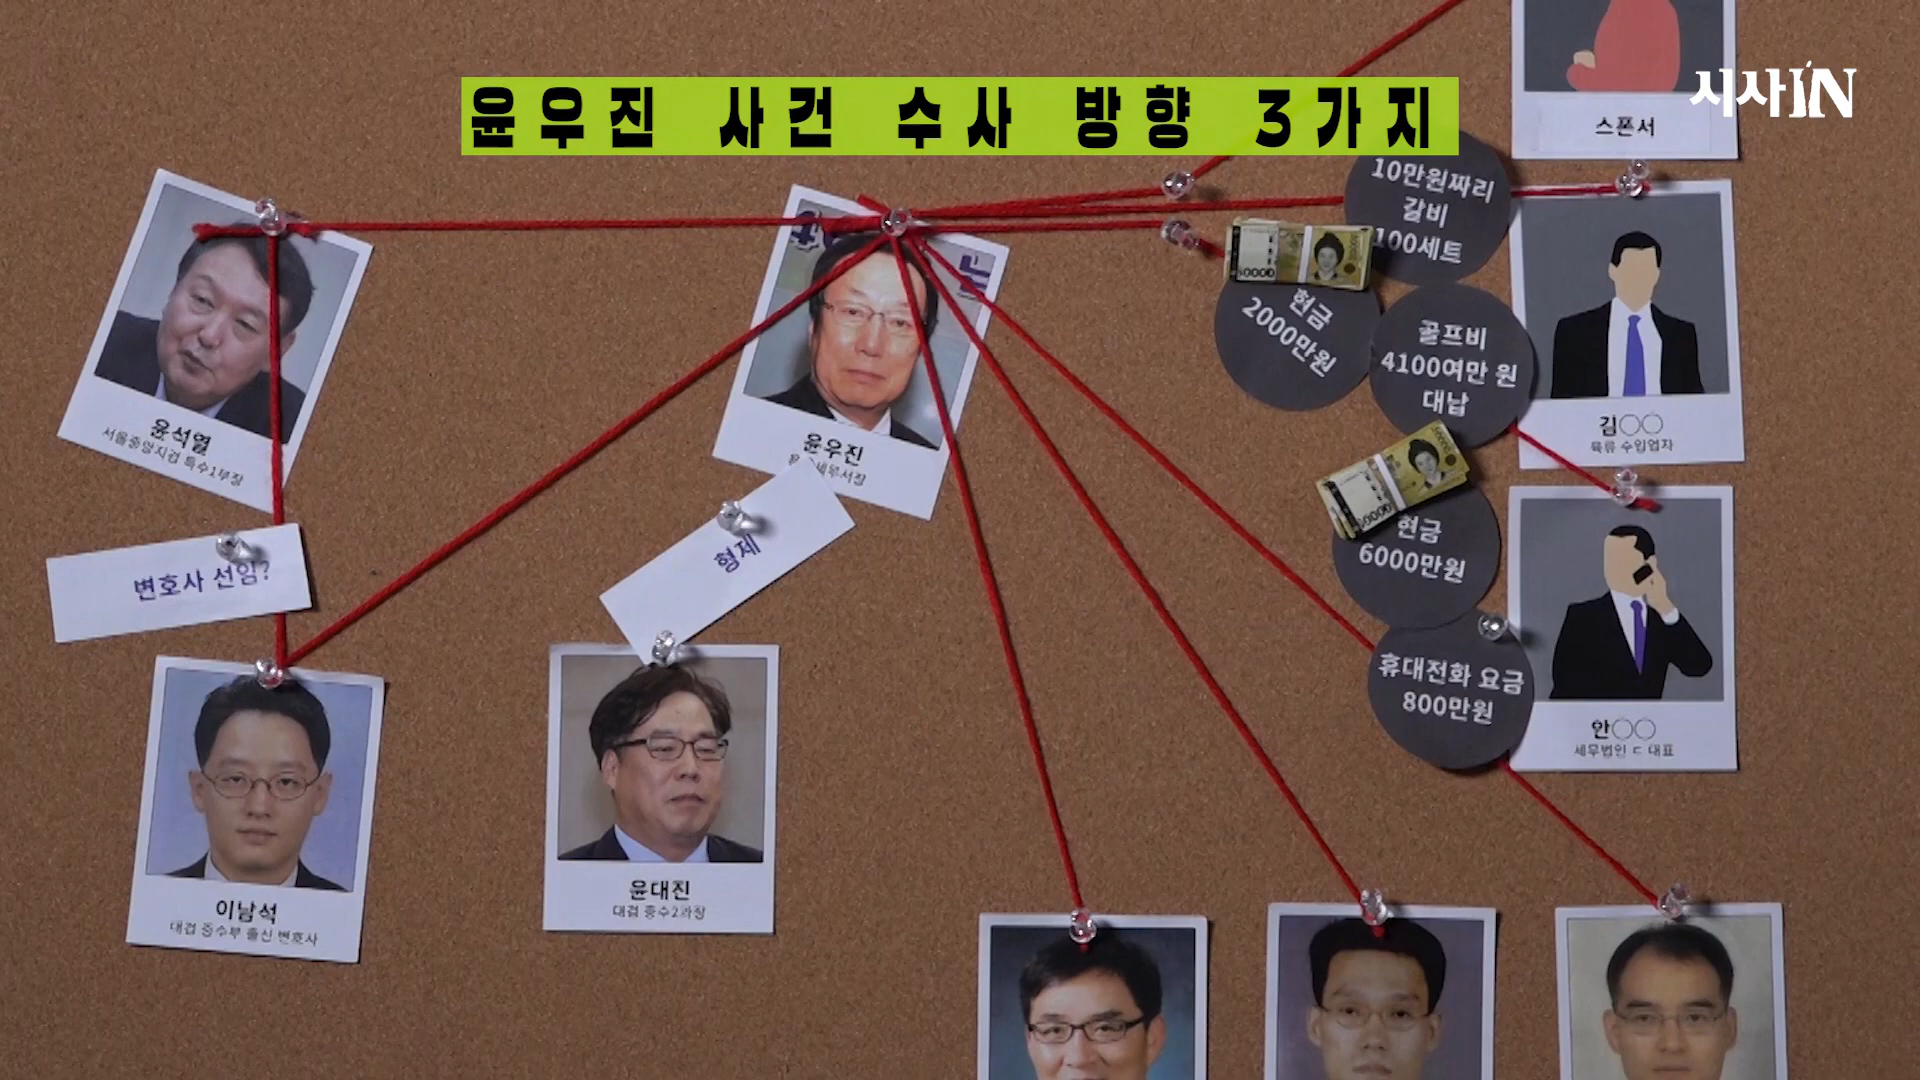 윤우진 사건 수사 방향 3가지
시사IN
스폰서
10만원짜리
갈비
100세트
현금
2000만원
골프비
4100여만 원
대납
김○○
육류 수입업자
윤석열
서울중앙지검 특수1부장
윤우진
세무서장
변호사 선임?
형제
현금
6000만원
휴대전화 요금
800만원
안○○
세무법인 ㄷ 대표
이남석
대검 중수부 출신 변호사
윤대진
대검 중수2과장